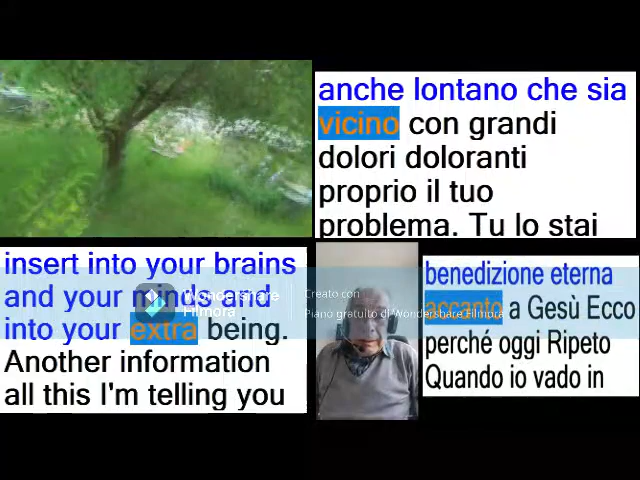 anche lontano che sia
vicino con grandi
dolori doloranti
proprio il tuo
problema. Tu lo stai
insert into your brains
and your minds and
into your extra being.
Another information
all this I'm telling you
Wondershare
Filmora
Creato con
Piano gratuito di Wondershare Filmora
benedizione eterna
accanto a Gesù Ecco
perché oggi Ripeto
Quando io vado in